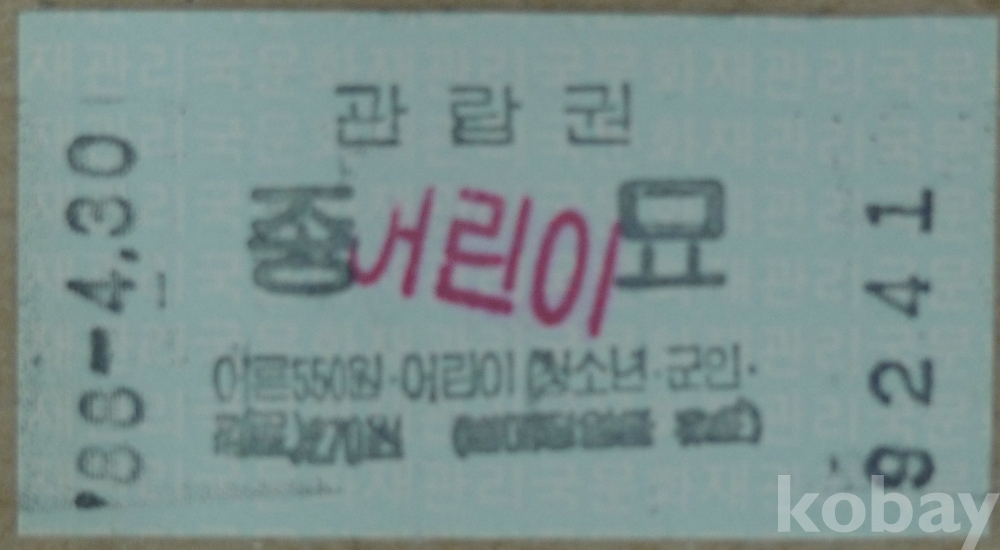 관람권
종 어린이 묘
어른550원·어린이(청소년·군인·
'88-4.30
9241
kobay